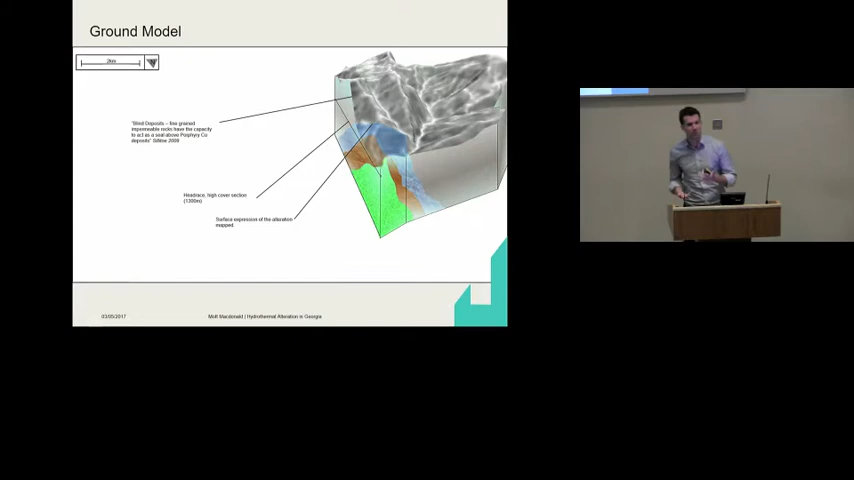 Ground Model
2km
"Blind Deposits – fine grained
impermeable rocks have the capacity
to act as a seal above Porphyry Cu
deposits" Sillitoe 2009
Headrace, high cover section
(1300m)
Surface expression of the alteration
mapped.
03/05/2017
Mott Macdonald | Hydrothermal Alteration in Georgia